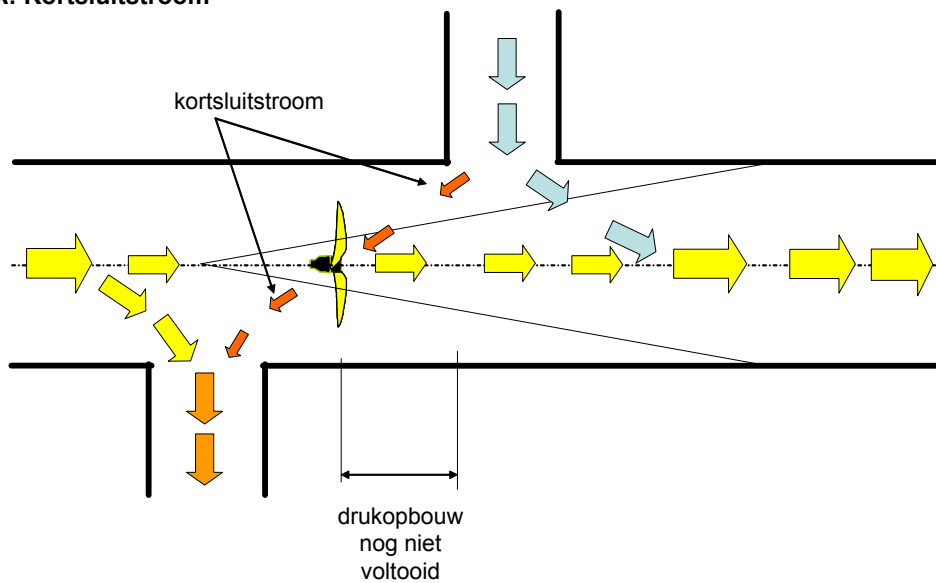 A. Kortsluitstroom
kortsluitstroom
drukopbouw
nog niet
voltooid